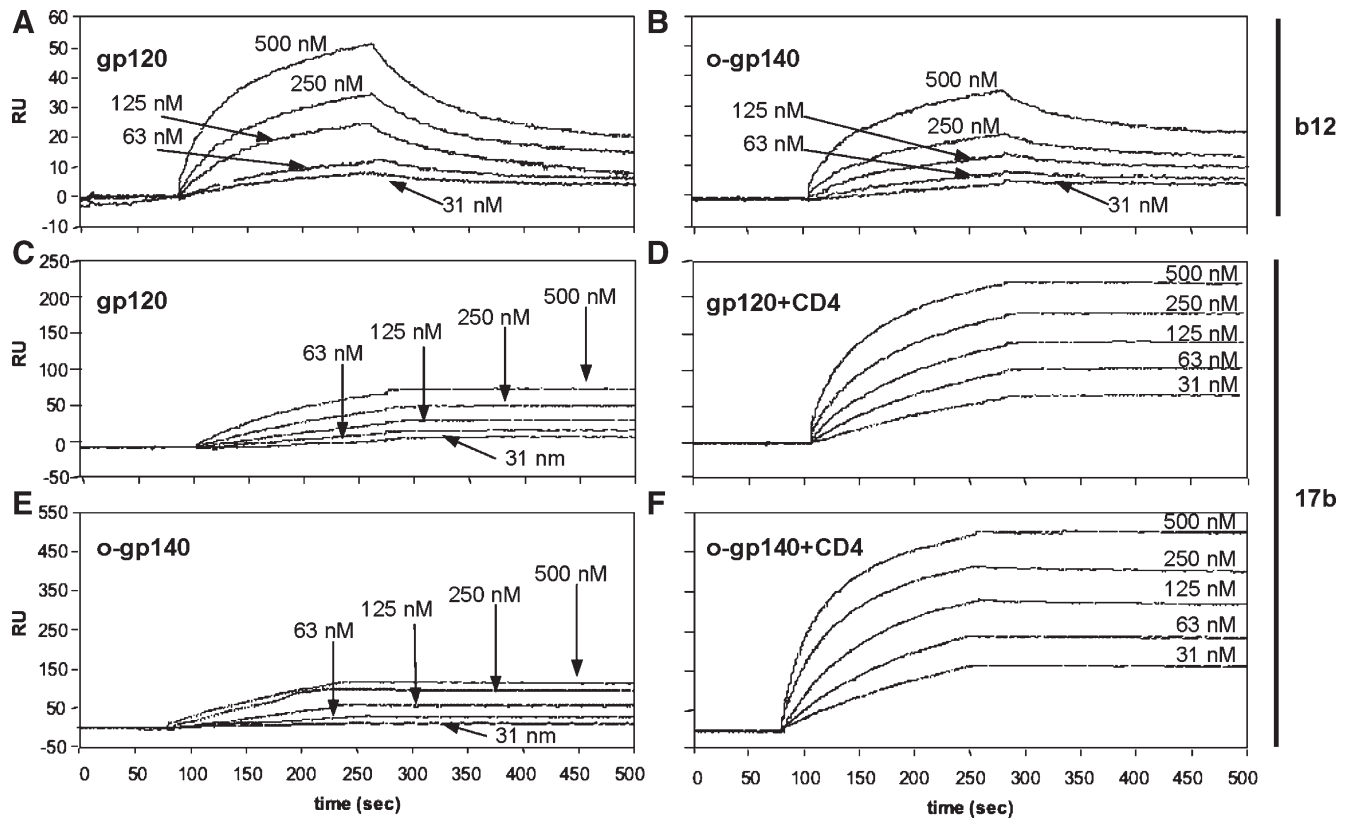 A
60
50
40
30
20
10
0
-10
RU
gp120
500 nM
250 nM
125 nM
63 nM
31 nM
B
o-gp140
500 nM
125 nM
250 nM
63 nM
31 nM
b12
C
250
200
150
100
50
0
-50
RU
gp120
500 nM
250 nM
125 nM
63 nM
31 nm
D
gp120+CD4
500 nM
250 nM
125 nM
63 nM
31 nM
E
550
450
350
250
150
50
-50
RU
o-gp140
500 nM
250 nM
125 nM
63 nM
31 nm
0 50 100 150 200 250 300 350 400 450 500
time (sec)
F
o-gp140+CD4
500 nM
250 nM
125 nM
63 nM
31 nM
0 50 100 150 200 250 300 350 400 450 500
time (sec)
17b